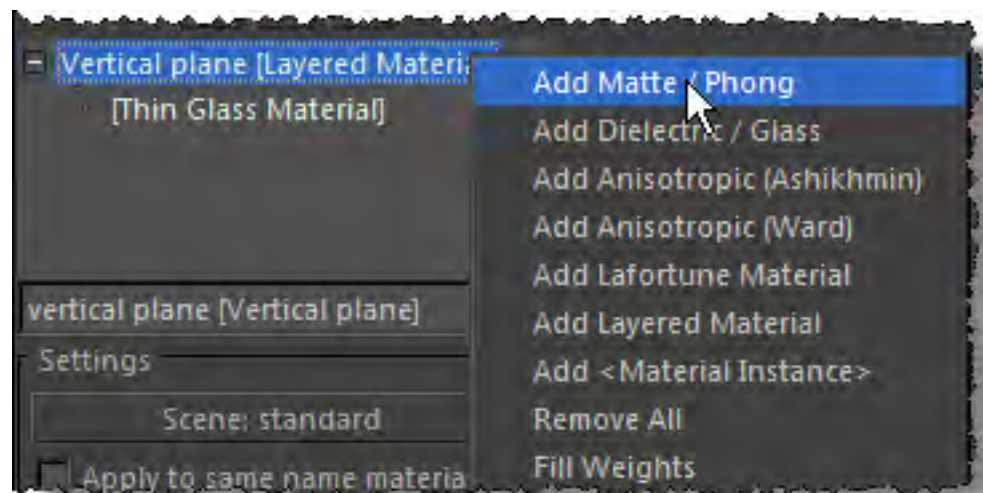 Vertical plane [Layered Materi
[Thin Glass Material]
vertical plane [Vertical plane]
Settings
Scene: standard
Apply to same name materia
Add Matte / Phong
Add Dielectric / Glass
Add Anisotropic (Ashikhmin)
Add Anisotropic (Ward)
Add Lafortune Material
Add Layered Material
Add <Material Instance>
Remove All
Fill Weights